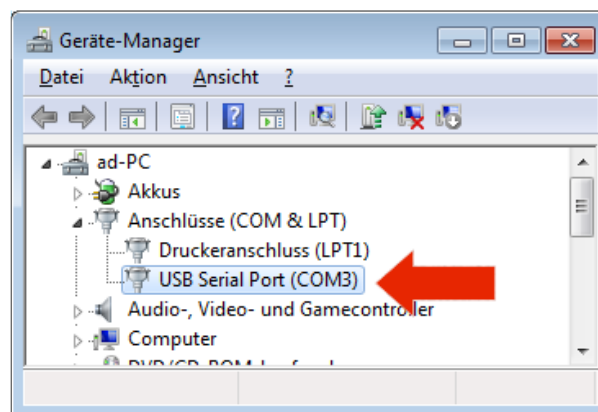 Geräte-Manager
Datei Aktion Ansicht ?
ad-PC
Akkus
Anschlüsse (COM & LPT)
Druckeranschluss (LPT1)
USB Serial Port (COM3)
Audio-, Video- und Gamecontroller
Computer